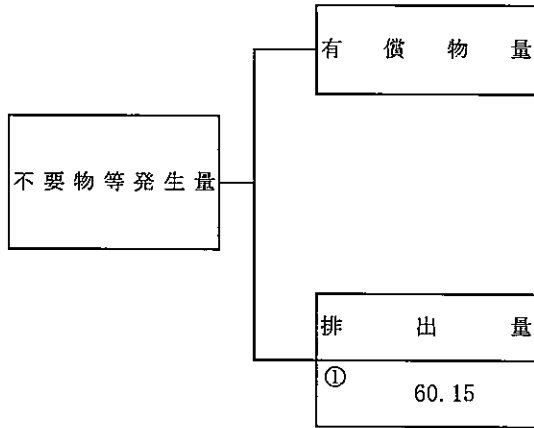 有償物量
不要物等発生量
排出量
①
60.15